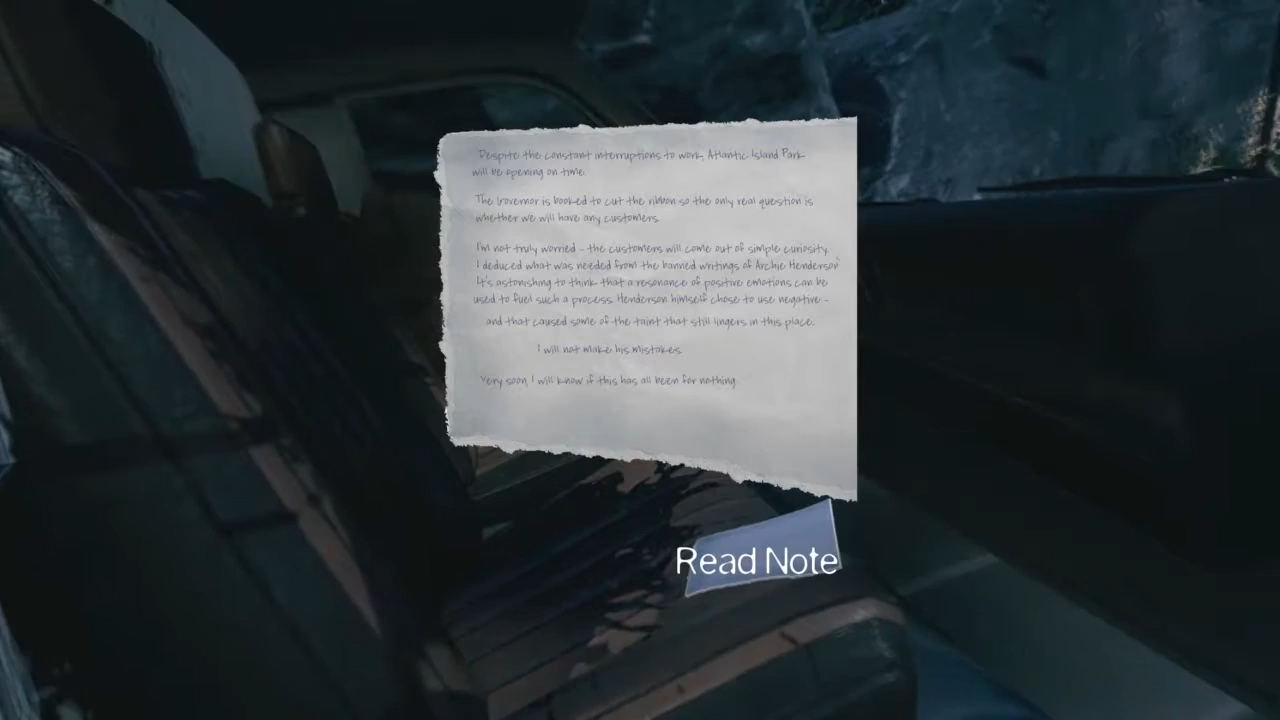 Despite the constant interruptions to work, Atlantic Island Park
will be opening on time.
The Governor is booked to cut the ribbon so the only real question is
whether we will have any customers.
I'm not truly worried - the customers will come out of simple curiosity.
I deduced what was needed from the banned writings of Archie Henderson.
It's astonishing to think that a resonance of positive emotions can be
used to fuel such a process. Henderson himself chose to use negative -
and that caused some of the taint that still lingers in this place.
I will not make his mistakes.
Very soon, I will know if this has all been for nothing.
Read Note